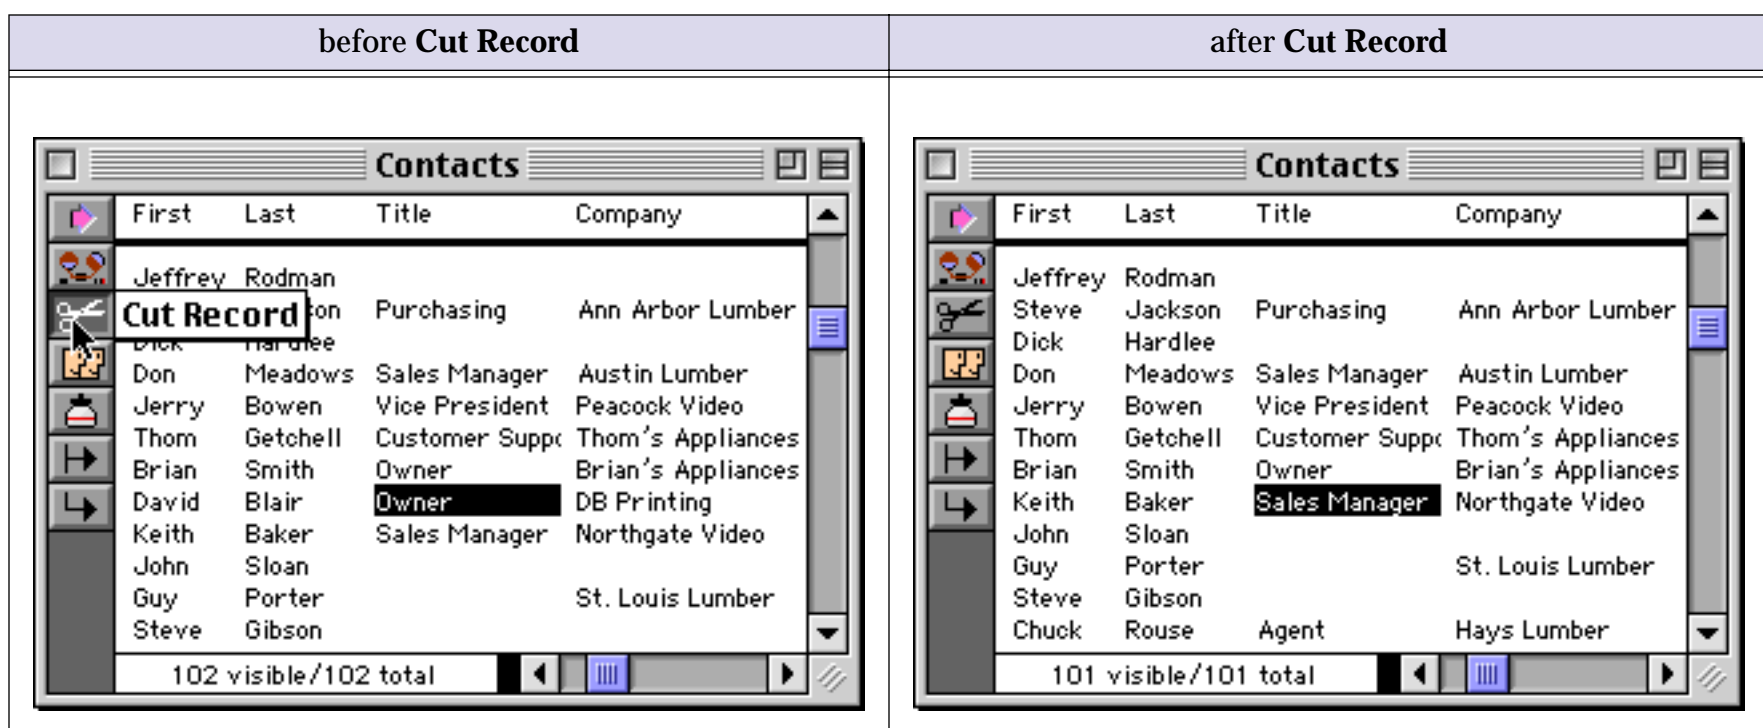 before Cut Record
after Cut Record
Contacts
First Last Title Company
Jeffrey Rodman
Cut Record
Purchasing Ann Arbor Lumber
Don Meadows Sales Manager Austin Lumber
Jerry Bowen Vice President Peacock Video
Thom Getchell Customer Suppo Thom's Appliances
Brian Smith Owner Brian's Appliances
David Blair Owner DB Printing
Keith Baker Sales Manager Northgate Video
John Sloan
Guy Porter St. Louis Lumber
Steve Gibson
102 visible/102 total
Contacts
First Last Title Company
Jeffrey Rodman
Steve Jackson Purchasing Ann Arbor Lumber
Dick Hardlee
Don Meadows Sales Manager Austin Lumber
Jerry Bowen Vice President Peacock Video
Thom Getchell Customer Suppo Thom's Appliances
Brian Smith Owner Brian's Appliances
Keith Baker Sales Manager Northgate Video
John Sloan
Guy Porter St. Louis Lumber
Steve Gibson
Chuck Rouse Agent Hays Lumber
101 visible/101 total